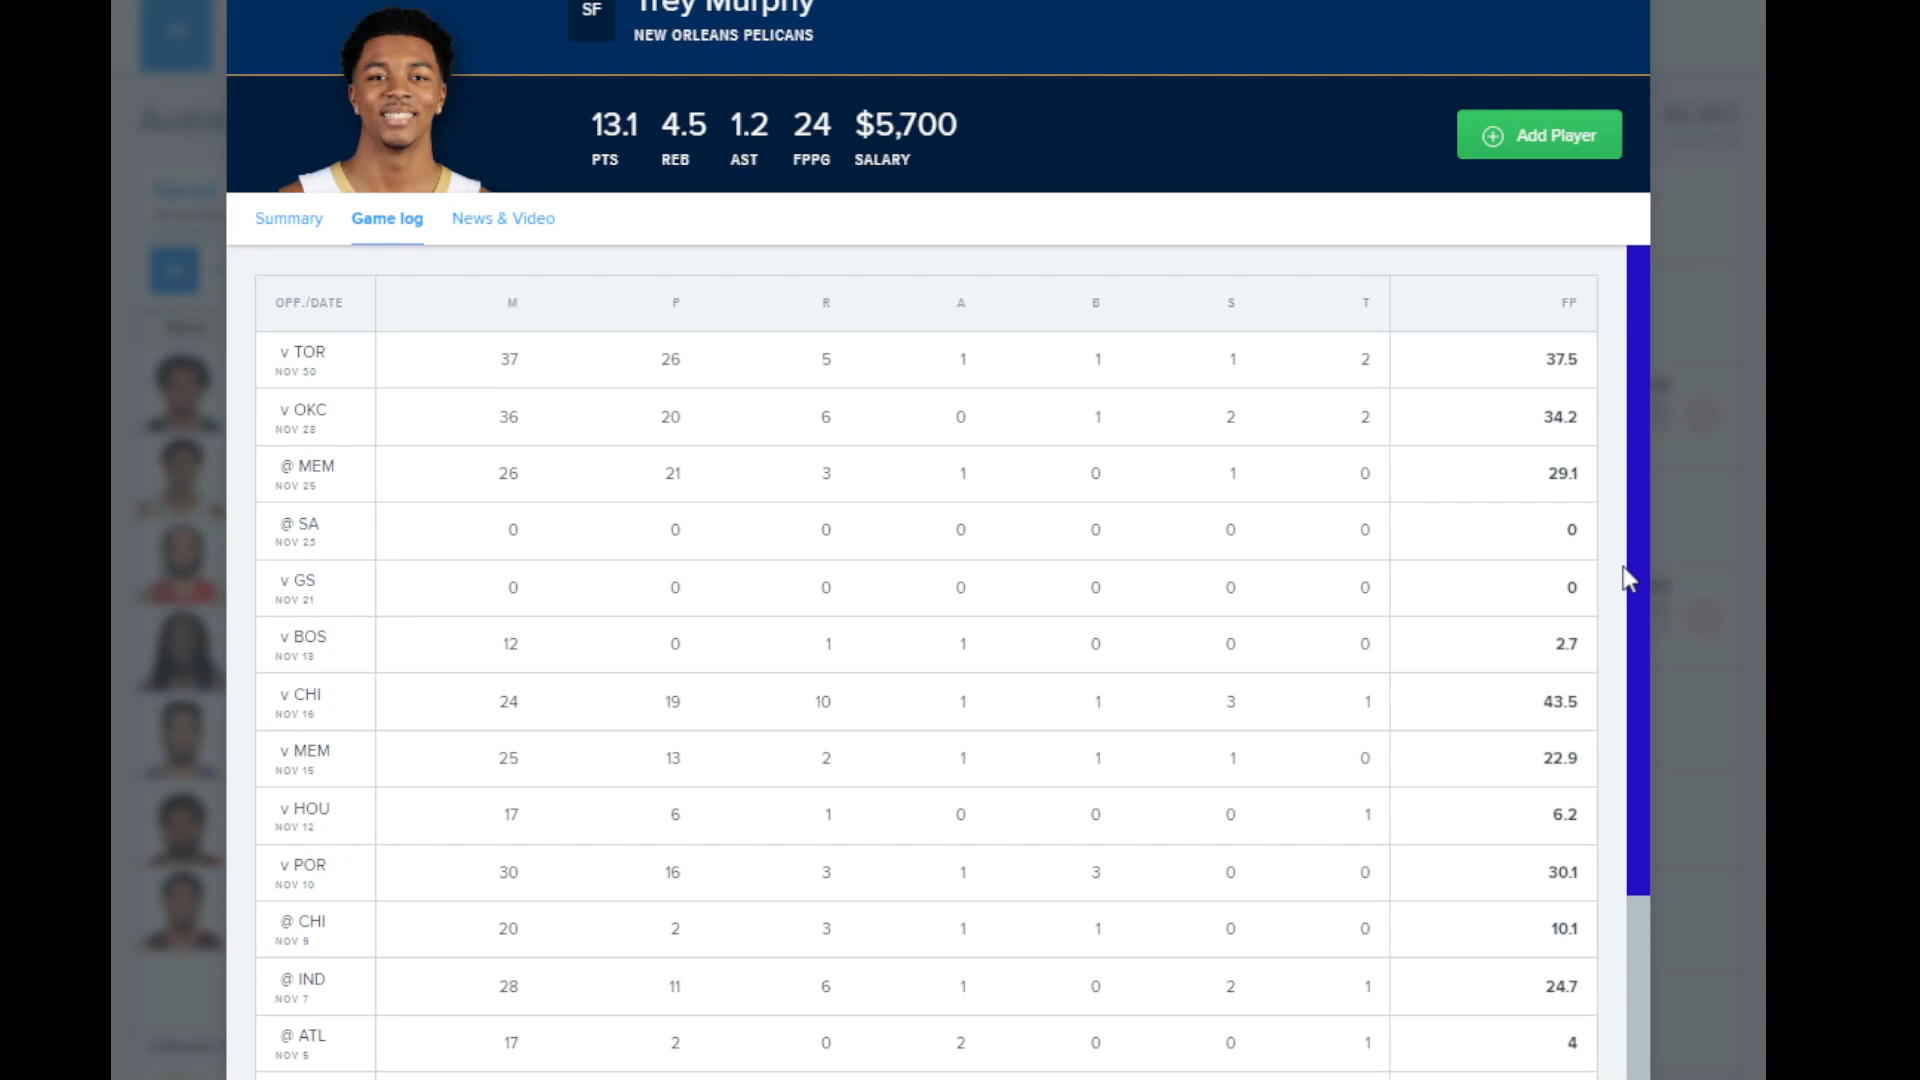 SF
Trey Murphy
NEW ORLEANS PELICANS
13.1 4.5 1.2 24 $5,700
PTS REB AST FPPG SALARY
Add Player
Summary Game log News & Video
OPP./DATE M P R A B S T FP
v TOR
NOV 30
37 26 5 1 1 1 2 37.5
v OKC
NOV 28
36 20 6 0 1 2 2 34.2
@ MEM
NOV 25
26 21 3 1 0 1 0 29.1
@ SA
NOV 23
0 0 0 0 0 0 0 0
v GS
NOV 21
0 0 0 0 0 0 0 0
v BOS
NOV 18
12 0 1 1 0 0 0 2.7
v CHI
NOV 16
24 19 10 1 1 3 1 43.5
v MEM
NOV 15
25 13 2 1 1 1 0 22.9
v HOU
NOV 12
17 6 1 0 0 0 1 6.2
v POR
NOV 10
30 16 3 1 3 0 0 30.1
@ CHI
NOV 9
20 2 3 1 1 0 0 10.1
@ IND
NOV 7
28 11 6 1 0 2 1 24.7
@ ATL
NOV 5
17 2 0 2 0 0 1 4